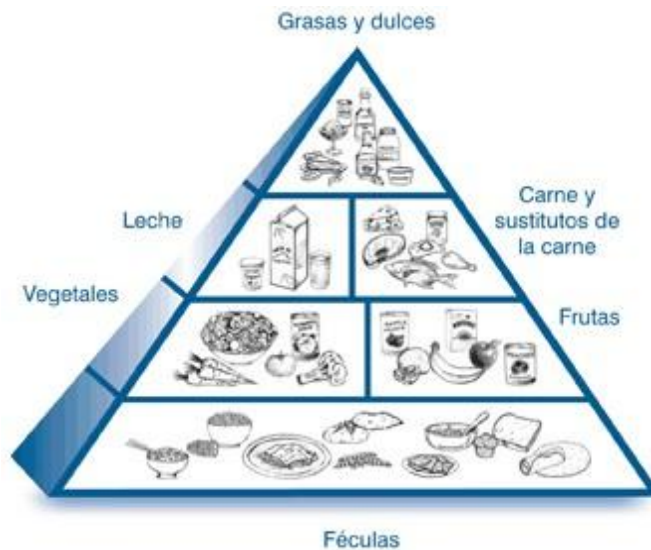 Grasas y dulces
Leche
Carne y
sustitutos de
la carne
Vegetales
Frutas
Féculas